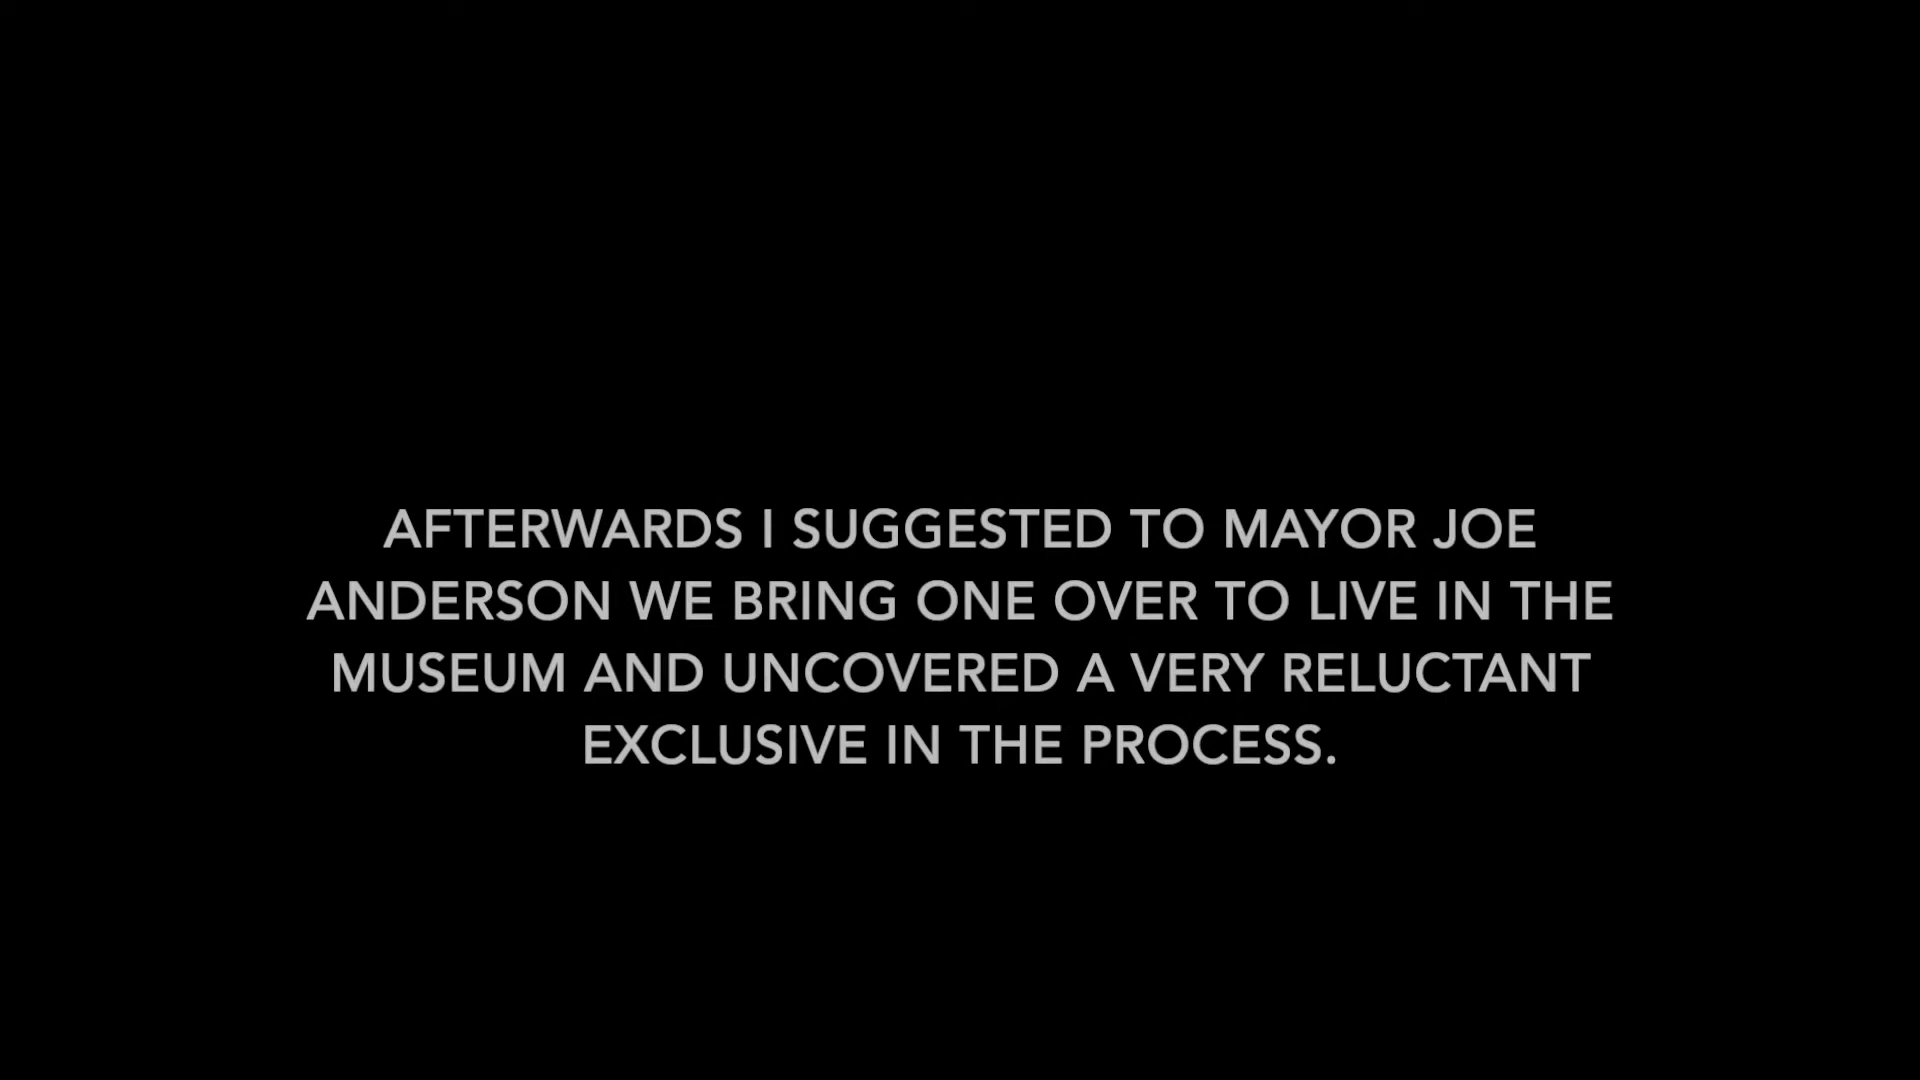 AFTERWARDS I SUGGESTED TO MAYOR JOE
ANDERSON WE BRING ONE OVER TO LIVE IN THE
MUSEUM AND UNCOVERED A VERY RELUCTANT
EXCLUSIVE IN THE PROCESS.